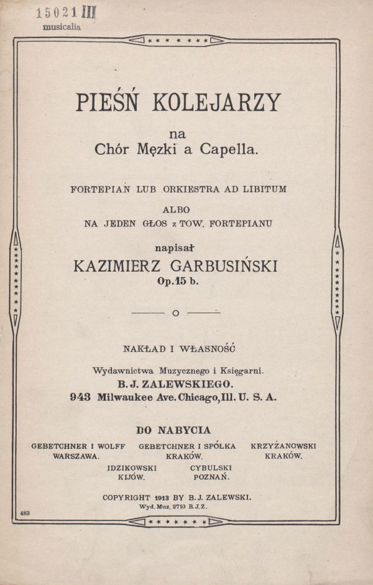 15021 III
musicalia
PIEŚŃ KOLEJARZY
na
Chór Męzki a Capella.
FORTEPIAN LUB ORKIESTRA AD LIBITUM
ALBO
NA JEDEN GŁOS z TOW. FORTEPIANU
napisał
KAZIMIERZ GARBUSIŃSKI
Op. 15 b.
NAKŁAD I WŁASNOŚĆ
Wydawnictwa Muzycznego i Księgarni.
B. J. ZALEWSKIEGO.
943 Milwaukee Ave. Chicago, Ill. U. S. A.
DO NABYCIA
GEBETCHNER I WOLFF GEBETCHNER I SPÓŁKA KRZYŻANOWSKI
WARSZAWA. KRAKÓW. KRAKÓW.
IDZIKOWSKI CYBULSKI
KIJÓW. POZNAŃ.
COPYRIGHT 1913 BY B. J. ZALEWSKI.
Wyd. Muz. 2710 B.J.Z.
483